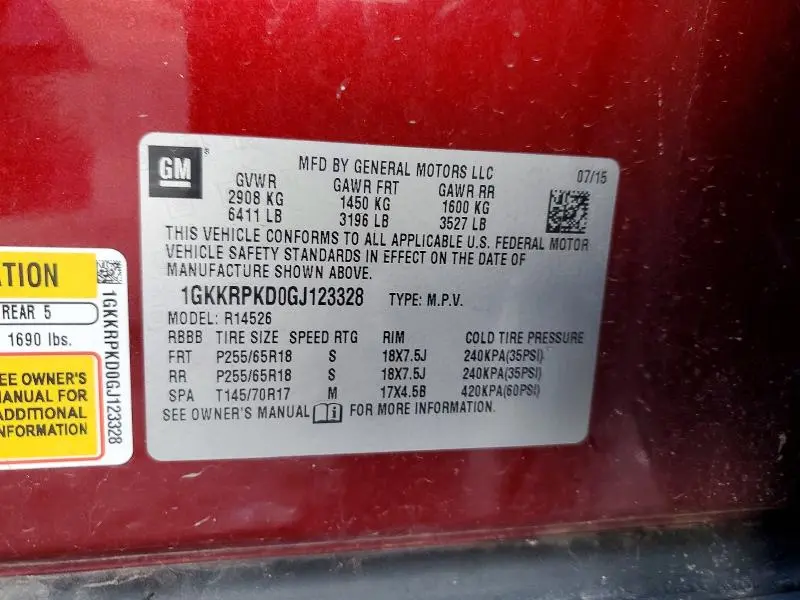 GM
MFD BY GENERAL MOTORS LLC
07/15
GVWR GAWR FRT GAWR RR
2908 KG 1450 KG 1600 KG
6411 LB 3196 LB 3527 LB
THIS VEHICLE CONFORMS TO ALL APPLICABLE U.S. FEDERAL MOTOR
VEHICLE SAFETY STANDARDS IN EFFECT ON THE DATE OF
MANUFACTURE SHOWN ABOVE.
1GKKRPKD0GJ123328 TYPE: M.P.V.
MODEL: R14526
RBBB TIRE SIZE SPEED RTG RIM COLD TIRE PRESSURE
FRT P255/65R18 S 18X7.5J 240KPA(35PSI)
RR P255/65R18 S 18X7.5J 240KPA(35PSI)
SPA T145/70R17 M 17X4.5B 420KPA(60PSI)
SEE OWNER'S MANUAL i FOR MORE INFORMATION.
REAR 5
1690 lbs.
SEE OWNER'S
MANUAL FOR
ADDITIONAL
INFORMATION
1GKKRPKD0GJ123328